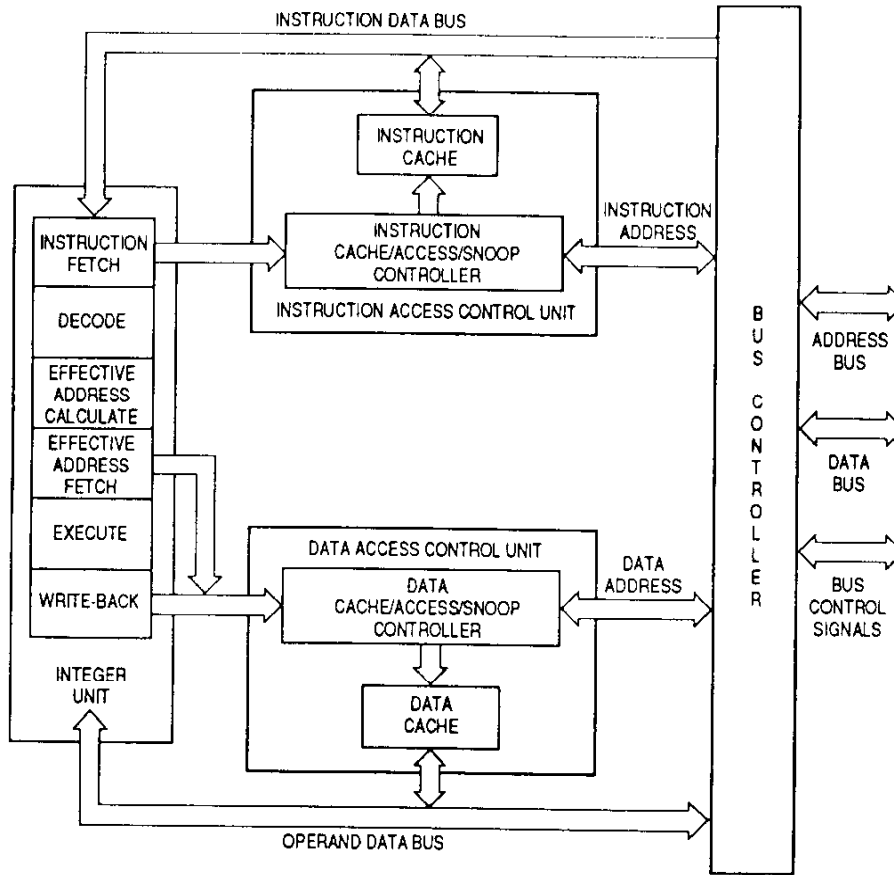 INSTRUCTION DATA BUS
INSTRUCTION
CACHE
INSTRUCTION
ADDRESS
INSTRUCTION
FETCH
INSTRUCTION
CACHE/ACCESS/SNOOP
CONTROLLER
INSTRUCTION ACCESS CONTROL UNIT
DECODE
EFFECTIVE
ADDRESS
CALCULATE
EFFECTIVE
ADDRESS
FETCH
EXECUTE
WRITE-BACK
INTEGER
UNIT
DATA ACCESS CONTROL UNIT
DATA
CACHE/ACCESS/SNOOP
CONTROLLER
DATA
ADDRESS
DATA
CACHE
OPERAND DATA BUS
BUS CONTROLLER
ADDRESS
BUS
DATA
BUS
BUS
CONTROL
SIGNALS